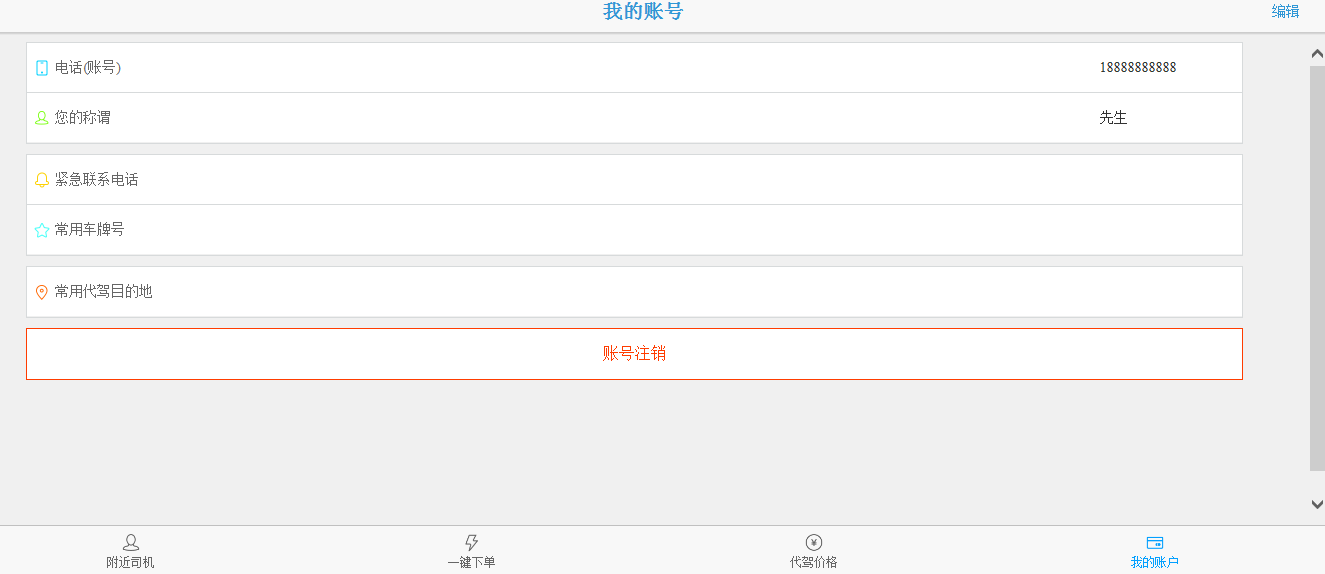 我的账号
编辑
电话(账号)
18888888888
您的称谓
先生
紧急联系电话
常用车牌号
常用代驾目的地
账号注销
附近司机
一键下单
代驾价格
我的账户